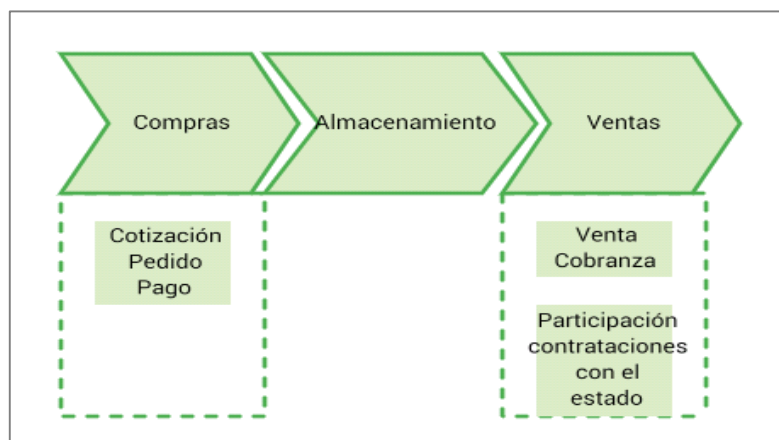 Compras
Almacenamiento
Ventas
Cotización
Pedido
Pago
Venta
Cobranza
Participación
contrataciones
con el
estado